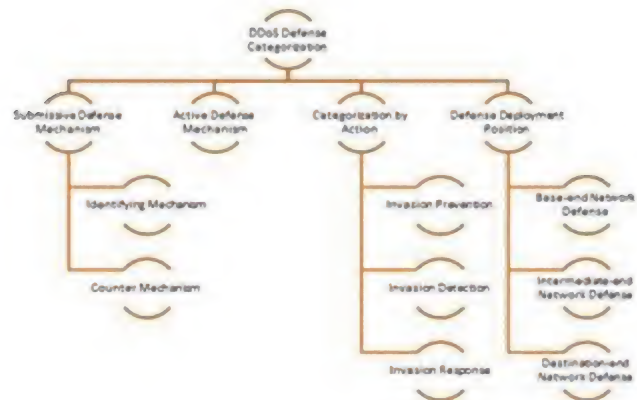 DDoS Defense
Categorization
Submissive Defense
Mechanism
Active Defense
Mechanism
Categorization by
Action
Defense Deployment
Position
Identifying Mechanism
Counter Mechanism
Invasion Prevention
Invasion Detection
Invasion Response
Base-end Network
Defense
Intermediate-end
Network Defense
Destination-end
Network Defense